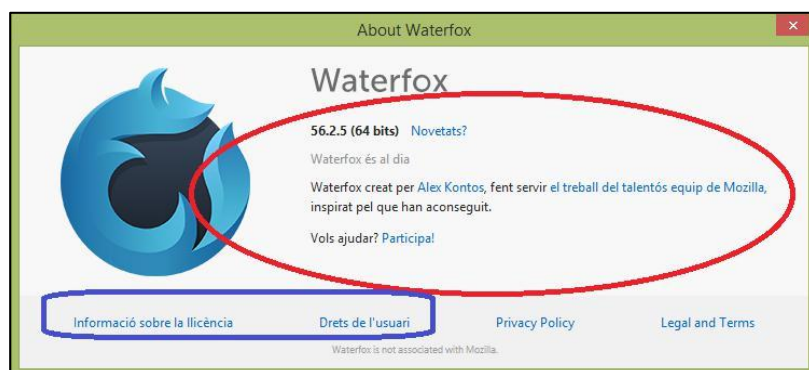 About Waterfox
Waterfox
56.2.5 (64 bits) Novetats?
Waterfox és al dia
Waterfox creat per Alex Kontos, fent servir el treball del talentós equip de Mozilla,
inspirat pel que han aconseguit.
Vols ajudar? Participa!
Informació sobre la llicència Drets de l'usuari Privacy Policy Legal and Terms
Waterfox is not associated with Mozilla.